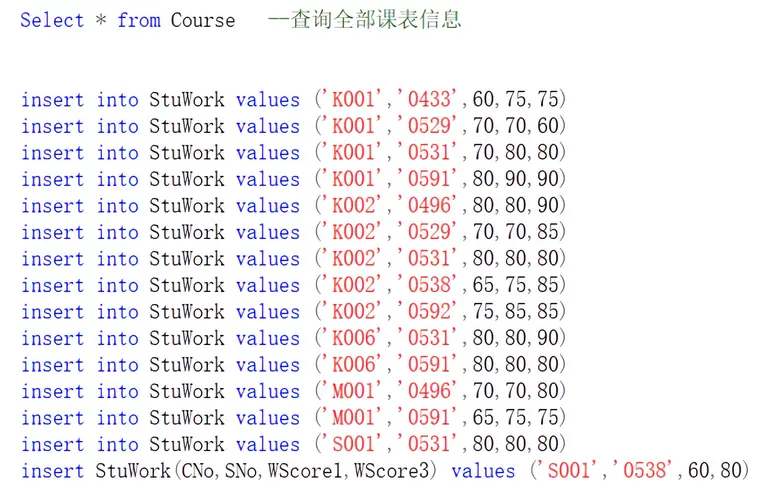 Select * from Course --查询全部课表信息
insert into StuWork values ('K001','0433',60,75,75)
insert into StuWork values ('K001','0529',70,70,60)
insert into StuWork values ('K001','0531',70,80,80)
insert into StuWork values ('K001','0591',80,90,90)
insert into StuWork values ('K002','0496',80,80,90)
insert into StuWork values ('K002','0529',70,70,85)
insert into StuWork values ('K002','0531',80,80,80)
insert into StuWork values ('K002','0538',65,75,85)
insert into StuWork values ('K002','0592',75,85,85)
insert into StuWork values ('K006','0531',80,80,90)
insert into StuWork values ('K006','0591',80,80,80)
insert into StuWork values ('M001','0496',70,70,80)
insert into StuWork values ('M001','0591',65,75,75)
insert into StuWork values ('S001','0531',80,80,80)
insert StuWork(CNo,SNo,WScore1,WScore3) values ('S001','0538',60,80)